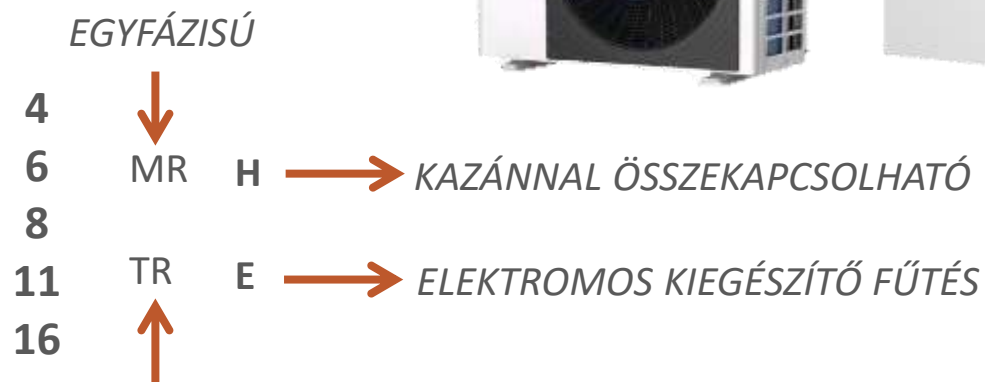 EGYFÁZISÚ
4
6 MR H KAZÁNNAL ÖSSZEKAPCSOLHATÓ
8
11 TR E ELEKTROMOS KIEGÉSZÍTŐ FŰTÉS
16